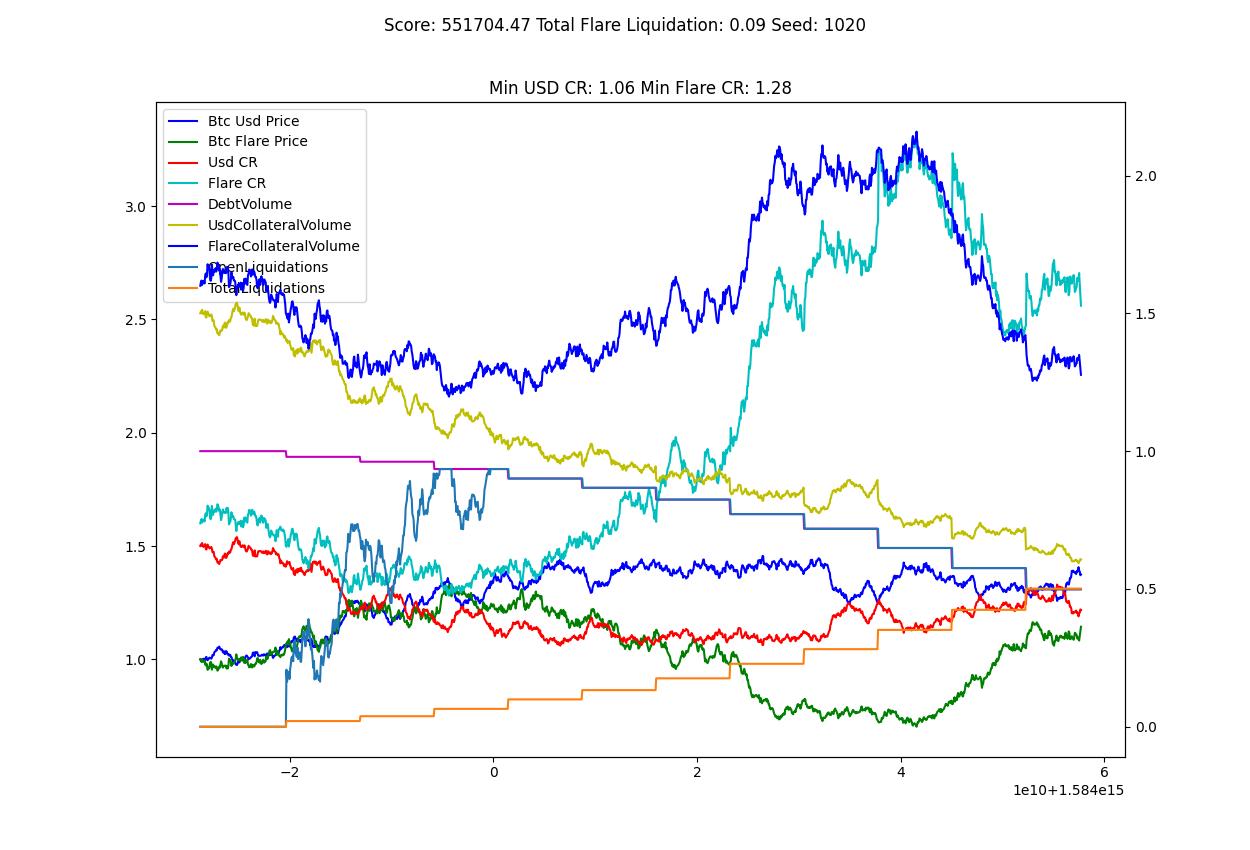 Score: 551704.47 Total Flare Liquidation: 0.09 Seed: 1020
Min USD CR: 1.06 Min Flare CR: 1.28
Btc Usd Price
Btc Flare Price
Usd CR
Flare CR
DebtVolume
UsdCollateralVolume
FlareCollateralVolume
OpenLiquidations
TotalLiquidations
3.0
2.5
2.0
1.5
1.0
2.0
1.5
1.0
0.5
0.0
−2
0
2
4
6
1e10+1.584e15